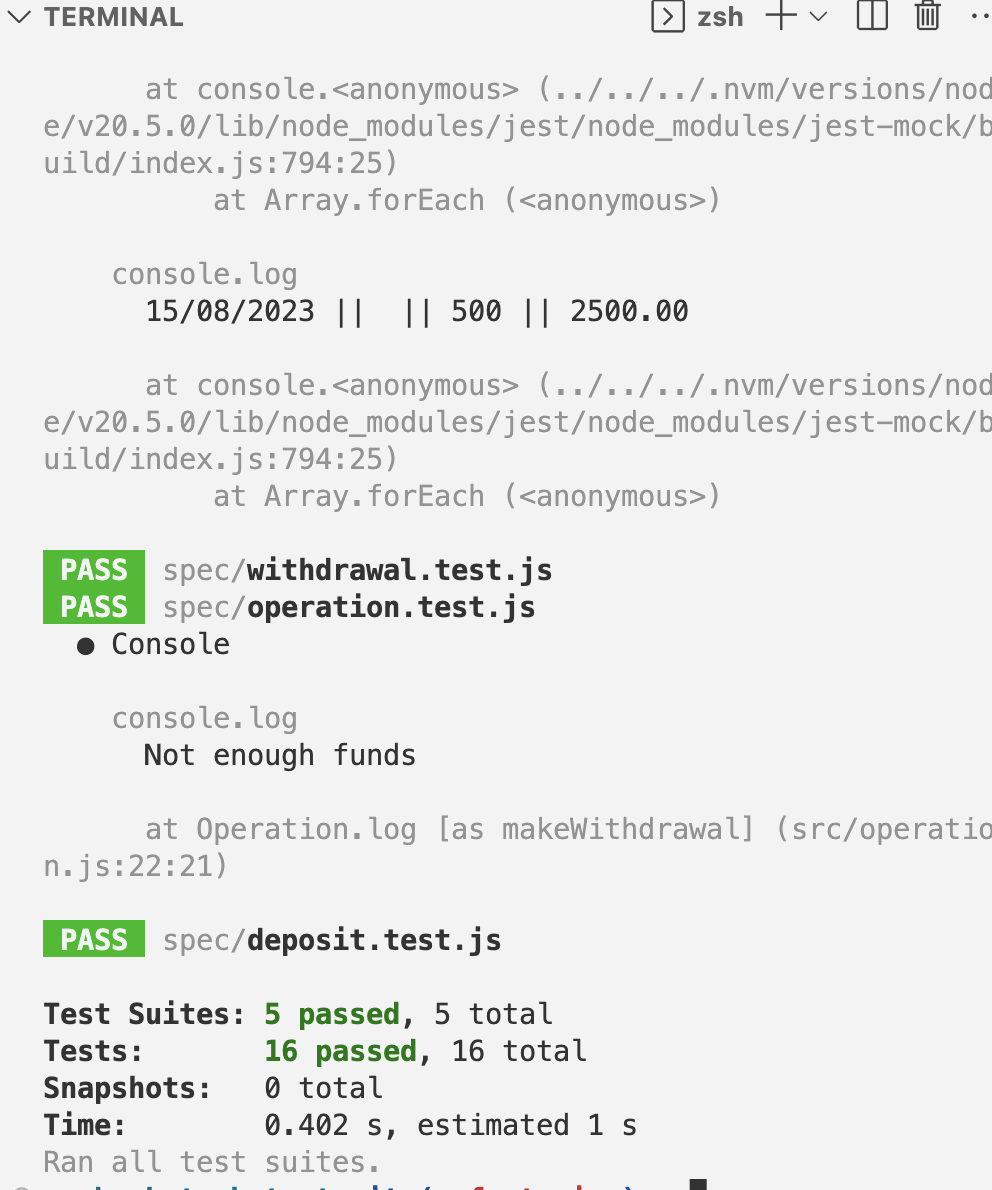 TERMINAL zsh
at console.<anonymous> (../../../.nvm/versions/nod
e/v20.5.0/lib/node_modules/jest/node_modules/jest-mock/b
uild/index.js:794:25)
at Array.forEach (<anonymous>)
console.log
15/08/2023 ||  || 500 || 2500.00
at console.<anonymous> (../../../.nvm/versions/nod
e/v20.5.0/lib/node_modules/jest/node_modules/jest-mock/b
uild/index.js:794:25)
at Array.forEach (<anonymous>)
PASS spec/withdrawal.test.js
PASS spec/operation.test.js
● Console
console.log
Not enough funds
at Operation.log [as makeWithdrawal] (src/operatio
n.js:22:21)
PASS spec/deposit.test.js
Test Suites: 5 passed, 5 total
Tests: 16 passed, 16 total
Snapshots: 0 total
Time: 0.402 s, estimated 1 s
Ran all test suites.